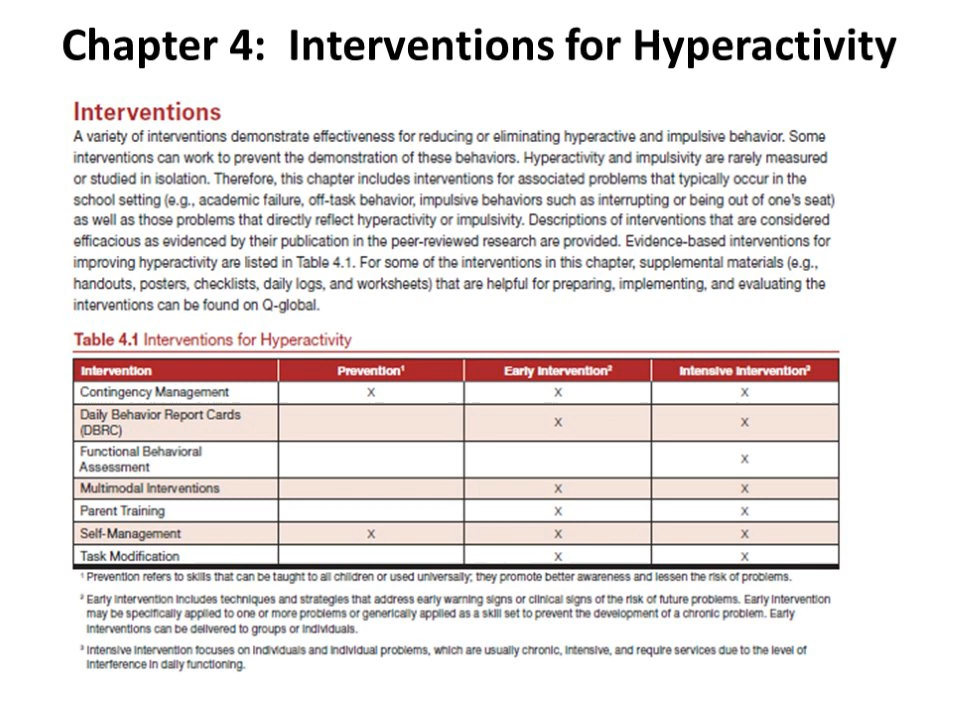 Chapter 4: Interventions for Hyperactivity
Interventions
A variety of interventions demonstrate effectiveness for reducing or eliminating hyperactive and impulsive behavior. Some
interventions can work to prevent the demonstration of these behaviors. Hyperactivity and impulsivity are rarely measured
or studied in isolation. Therefore, this chapter includes interventions for associated problems that typically occur in the
school setting (e.g., academic failure, off-task behavior, impulsive behaviors such as interrupting or being out of one's seat)
as well as those problems that directly reflect hyperactivity or impulsivity. Descriptions of interventions that are considered
efficacious as evidenced by their publication in the peer-reviewed research are provided. Evidence-based interventions for
improving hyperactivity are listed in Table 4.1. For some of the interventions in this chapter, supplemental materials (e.g.,
handouts, posters, checklists, daily logs, and worksheets) that are helpful for preparing, implementing, and evaluating the
interventions can be found on Q-global.
Table 4.1 Interventions for Hyperactivity
Intervention Prevention¹ Early Intervention² Intensive Intervention³
Contingency Management X X X
Daily Behavior Report Cards
(DBRC) X X
Functional Behavioral
Assessment X
Multimodal Interventions X X
Parent Training X X
Self-Management X X X
Task Modification X X
¹ Prevention refers to skills that can be taught to all children or used universally; they promote better awareness and lessen the risk of problems.
² Early Intervention includes techniques and strategies that address early warning signs or clinical signs of the risk of future problems. Early Intervention
may be specifically applied to one or more problems or generically applied as a skill set to prevent the development of a chronic problem. Early
Interventions can be delivered to groups or individuals.
³ Intensive Intervention focuses on individuals and individual problems, which are usually chronic, intensive, and require services due to the level of
interference in daily functioning.